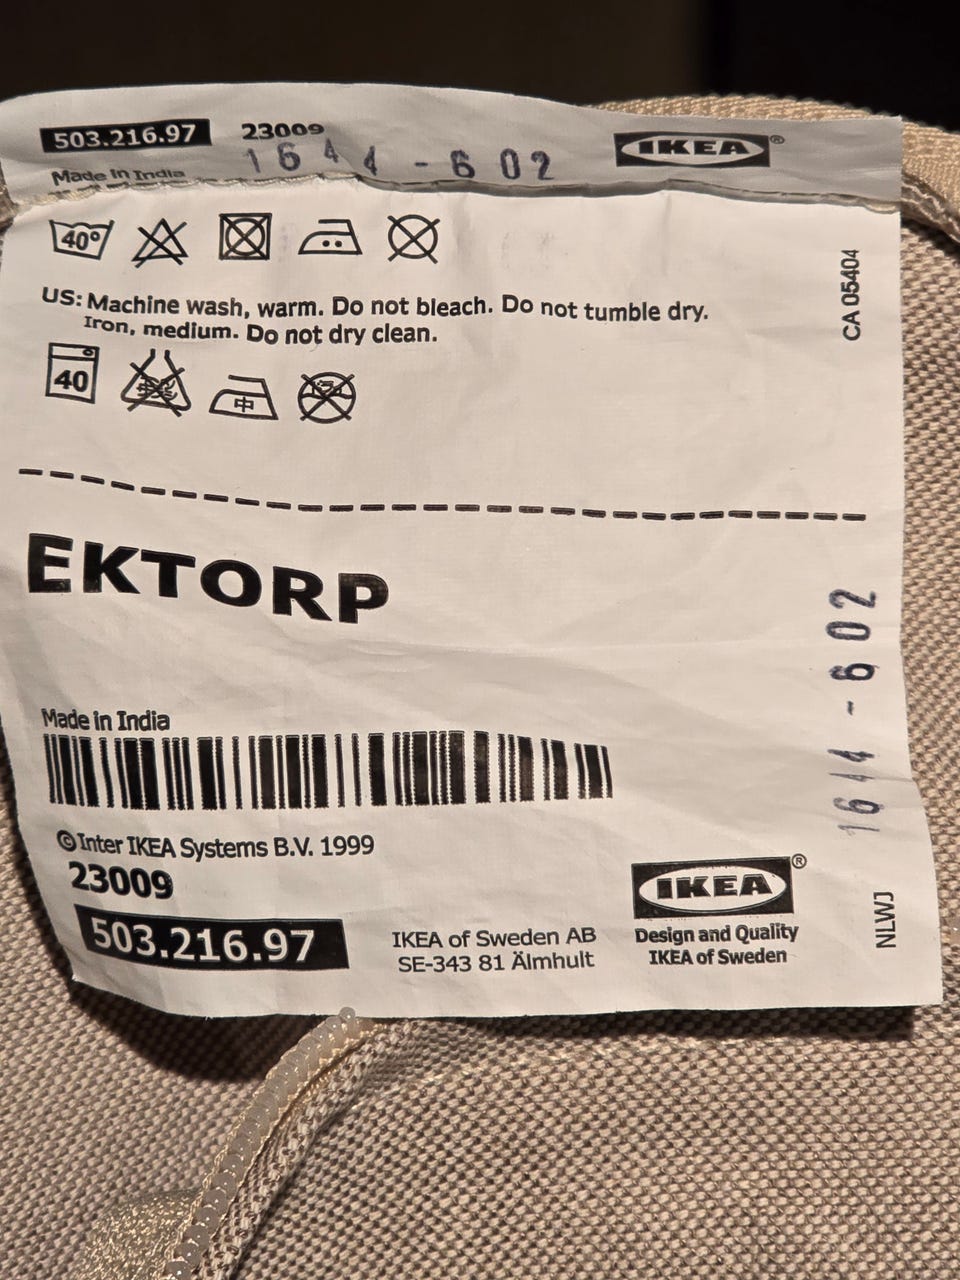 503.216.97
23009
1644-602
IKEA®
Made in India
40°
US: Machine wash, warm. Do not bleach. Do not tumble dry.
Iron, medium. Do not dry clean.
40
中
CA 05404
EKTORP
1644-602
Made in India
© Inter IKEA Systems B.V. 1999
23009
503.216.97
IKEA of Sweden AB
SE-343 81 Älmhult
IKEA®
Design and Quality
IKEA of Sweden
NLWJ